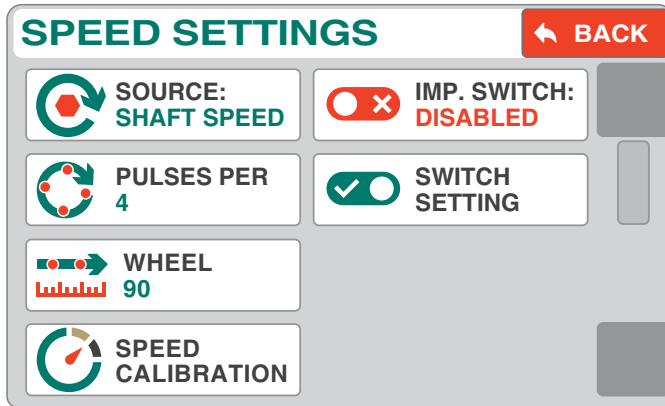 SPEED SETTINGS
BACK
SOURCE:
SHAFT SPEED
IMP. SWITCH:
DISABLED
PULSES PER
4
SWITCH
SETTING
WHEEL
90
SPEED
CALIBRATION